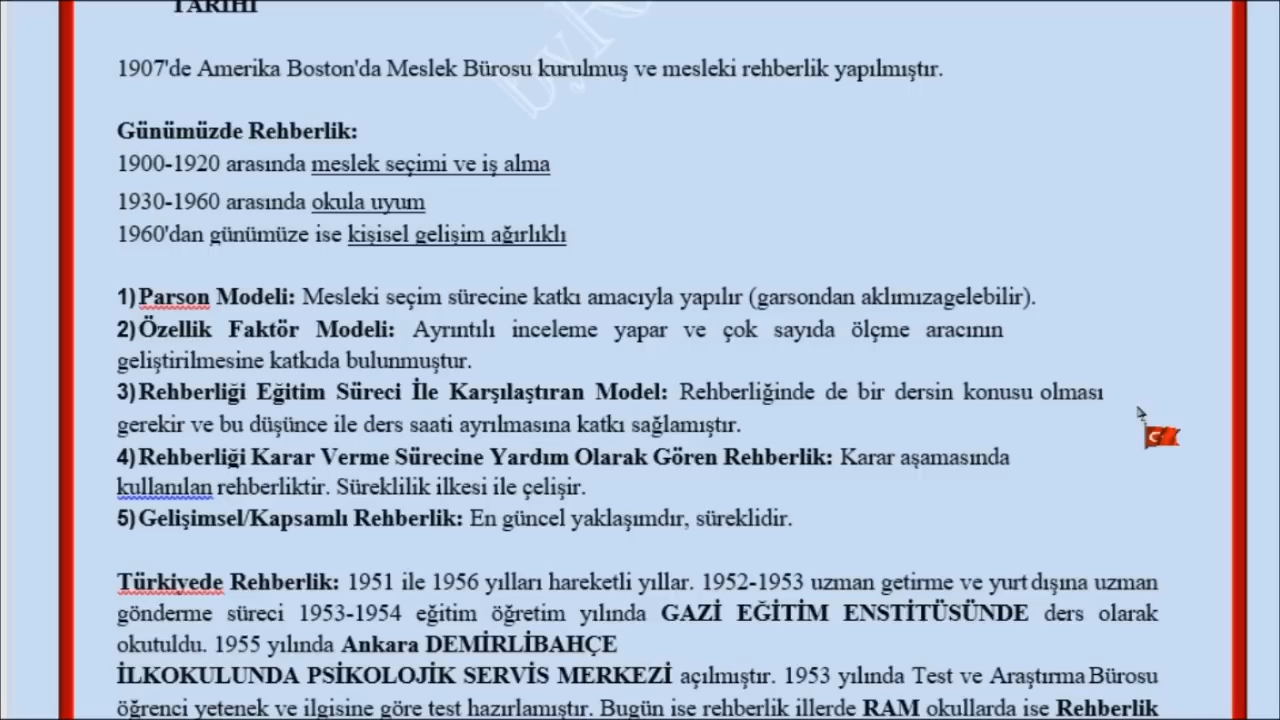 TARİHİ
1907'de Amerika Boston'da Meslek Bürosu kurulmuş ve mesleki rehberlik yapılmıştır.
Günümüzde Rehberlik:
1900-1920 arasında meslek seçimi ve iş alma
1930-1960 arasında okula uyum
1960'dan günümüze ise kişisel gelişim ağırlıklı
1)Parson Modeli: Mesleki seçim sürecine katkı amacıyla yapılır (garsondan aklımızagelebilir).
2)Özellik Faktör Modeli: Ayrıntılı inceleme yapar ve çok sayıda ölçme aracının
geliştirilmesine katkıda bulunmuştur.
3)Rehberliği Eğitim Süreci İle Karşılaştıran Model: Rehberliğinde de bir dersin konusu olması
gerekir ve bu düşünce ile ders saati ayrılmasına katkı sağlamıştır.
4)Rehberliği Karar Verme Sürecine Yardım Olarak Gören Rehberlik: Karar aşamasında
kullanılan rehberliktir. Süreklilik ilkesi ile çelişir.
5)Gelişimsel/Kapsamlı Rehberlik: En güncel yaklaşımdır, süreklidir.
Türkiyede Rehberlik: 1951 ile 1956 yılları hareketli yıllar. 1952-1953 uzman getirme ve yurt dışına uzman
gönderme süreci 1953-1954 eğitim öğretim yılında GAZİ EĞİTİM ENSTİTÜSÜNDE ders olarak
okutuldu. 1955 yılında Ankara DEMİRLİBAHÇE
İLKOKULUNDA PSİKOLOJİK SERVİS MERKEZİ açılmıştır. 1953 yılında Test ve Araştırma Bürosu
öğrenci yetenek ve ilgisine göre test hazırlamıştır. Bugün ise rehberlik illerde RAM okullarda ise Rehberlik